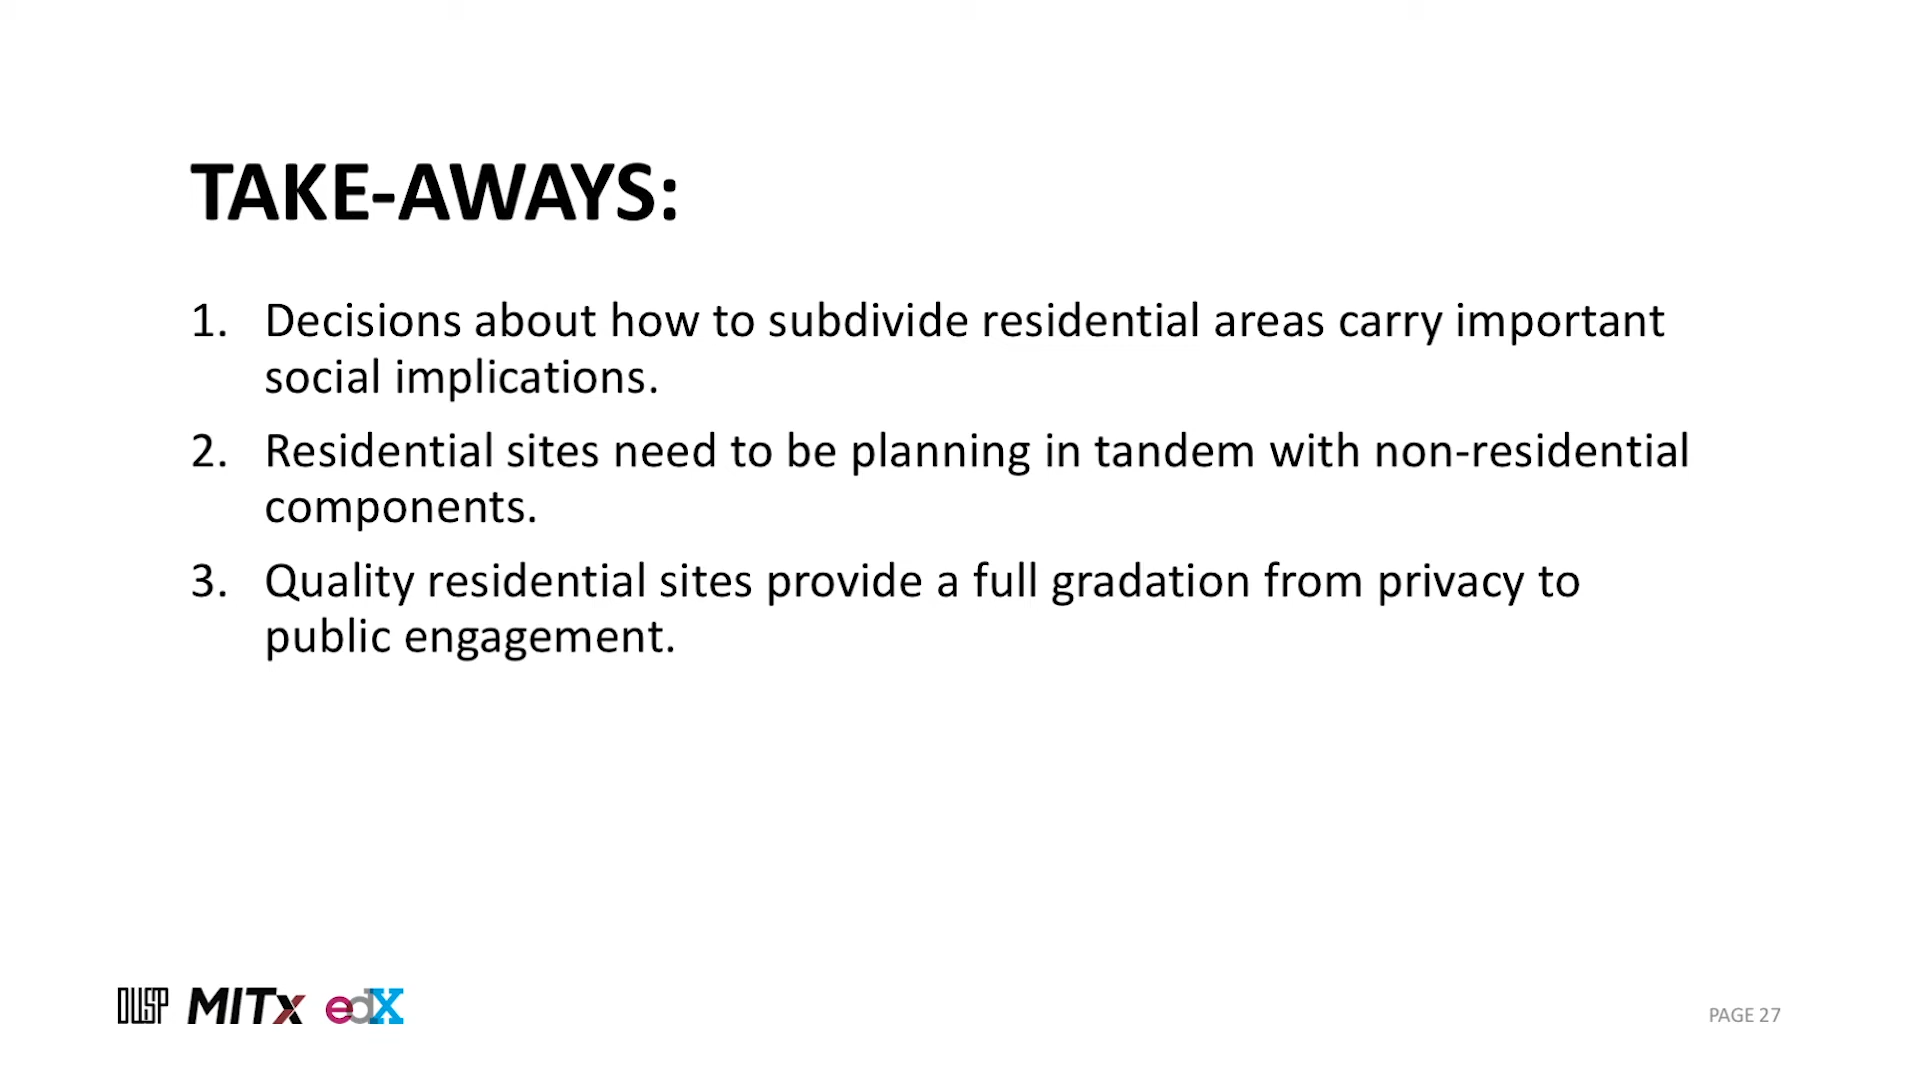 TAKE-AWAYS:
1. Decisions about how to subdivide residential areas carry important
social implications.
2. Residential sites need to be planning in tandem with non-residential
components.
3. Quality residential sites provide a full gradation from privacy to
public engagement.
DUSP MITx edX
PAGE 27